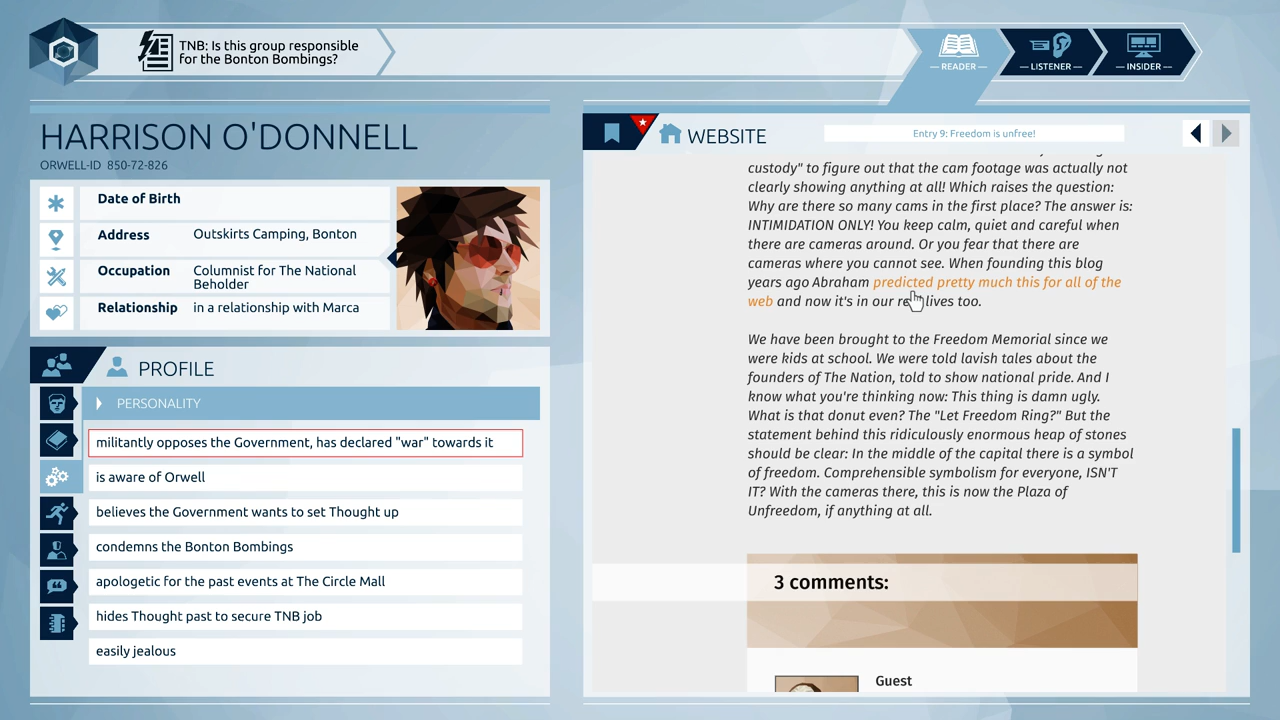 TNB: Is this group responsible
for the Bonton Bombings?
READER
LISTENER
INSIDER
HARRISON O'DONNELL
ORWELL-ID 850-72-826
Date of Birth
Address Outskirts Camping, Bonton
Occupation Columnist for The National
Beholder
Relationship in a relationship with Marca
PROFILE
PERSONALITY
militantly opposes the Government, has declared "war" towards it
is aware of Orwell
believes the Government wants to set Thought up
condemns the Bonton Bombings
apologetic for the past events at The Circle Mall
hides Thought past to secure TNB job
easily jealous
WEBSITE
Entry 9: Freedom is unfree!
custody" to figure out that the cam footage was actually not
clearly showing anything at all! Which raises the question:
Why are there so many cams in the first place? The answer is:
INTIMIDATION ONLY! You keep calm, quiet and careful when
there are cameras around. Or you fear that there are
cameras where you cannot see. When founding this blog
years ago Abraham predicted pretty much this for all of the
web and now it's in our lives too.
We have been brought to the Freedom Memorial since we
were kids at school. We were told lavish tales about the
founders of The Nation, told to show national pride. And I
know what you're thinking now: This thing is damn ugly.
What is that donut even? The "Let Freedom Ring?" But the
statement behind this ridiculously enormous heap of stones
should be clear: In the middle of the capital there is a symbol
of freedom. Comprehensible symbolism for everyone, ISN'T
IT? With the cameras there, this is now the Plaza of
Unfreedom, if anything at all.
3 comments:
Guest